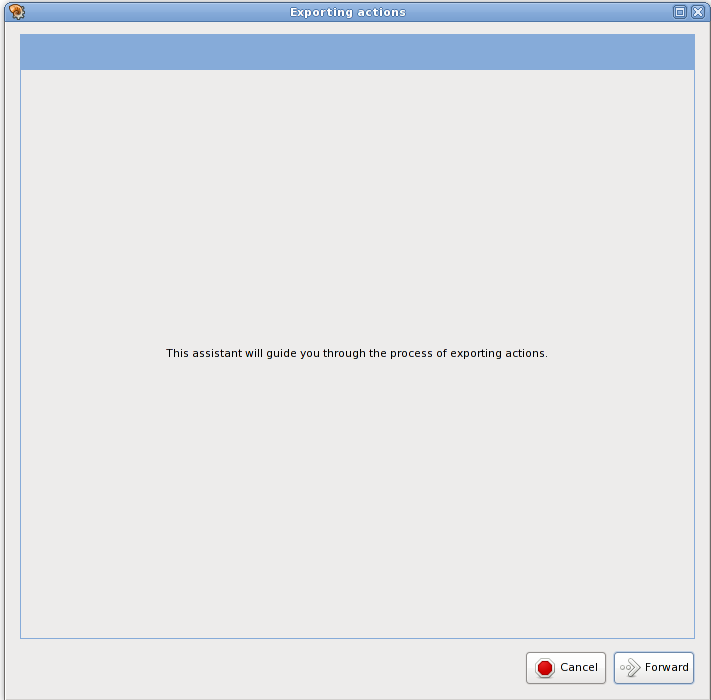 Exporting actions
This assistant will guide you through the process of exporting actions.
Cancel
Forward